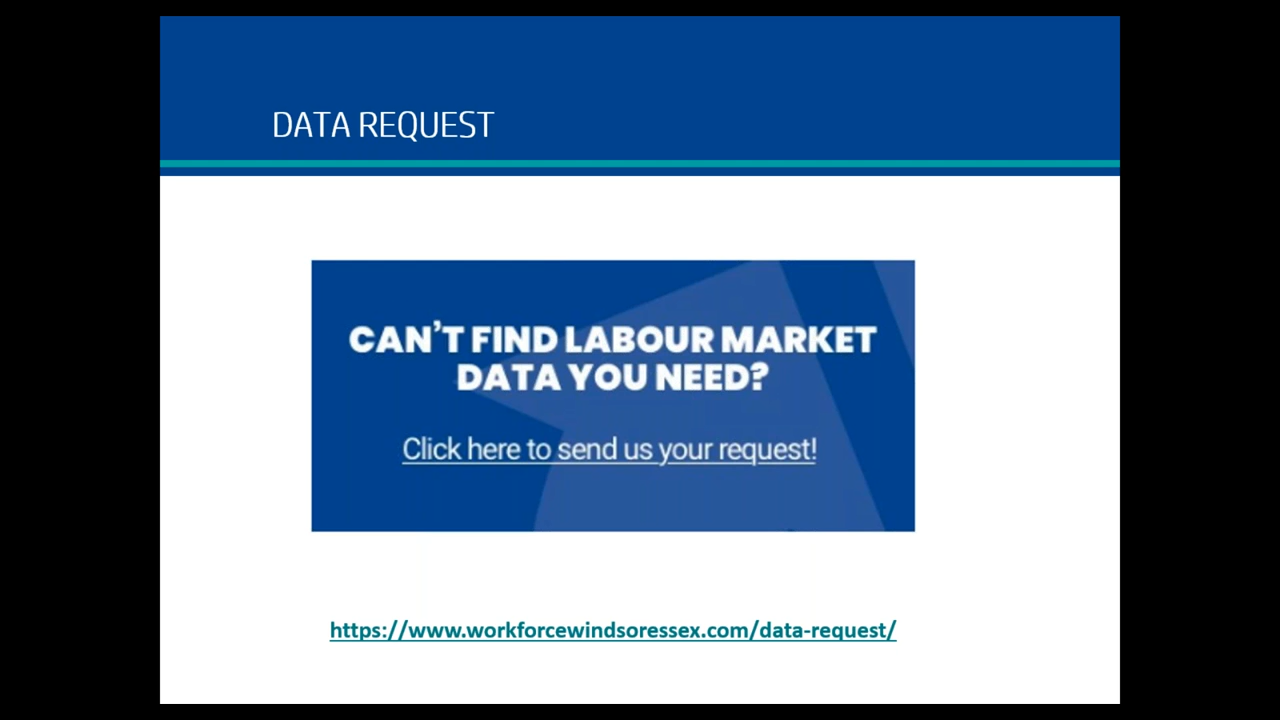 DATA REQUEST
CAN'T FIND LABOUR MARKET
DATA YOU NEED?
Click here to send us your request!
https://www.workforcewindsoressex.com/data-request/